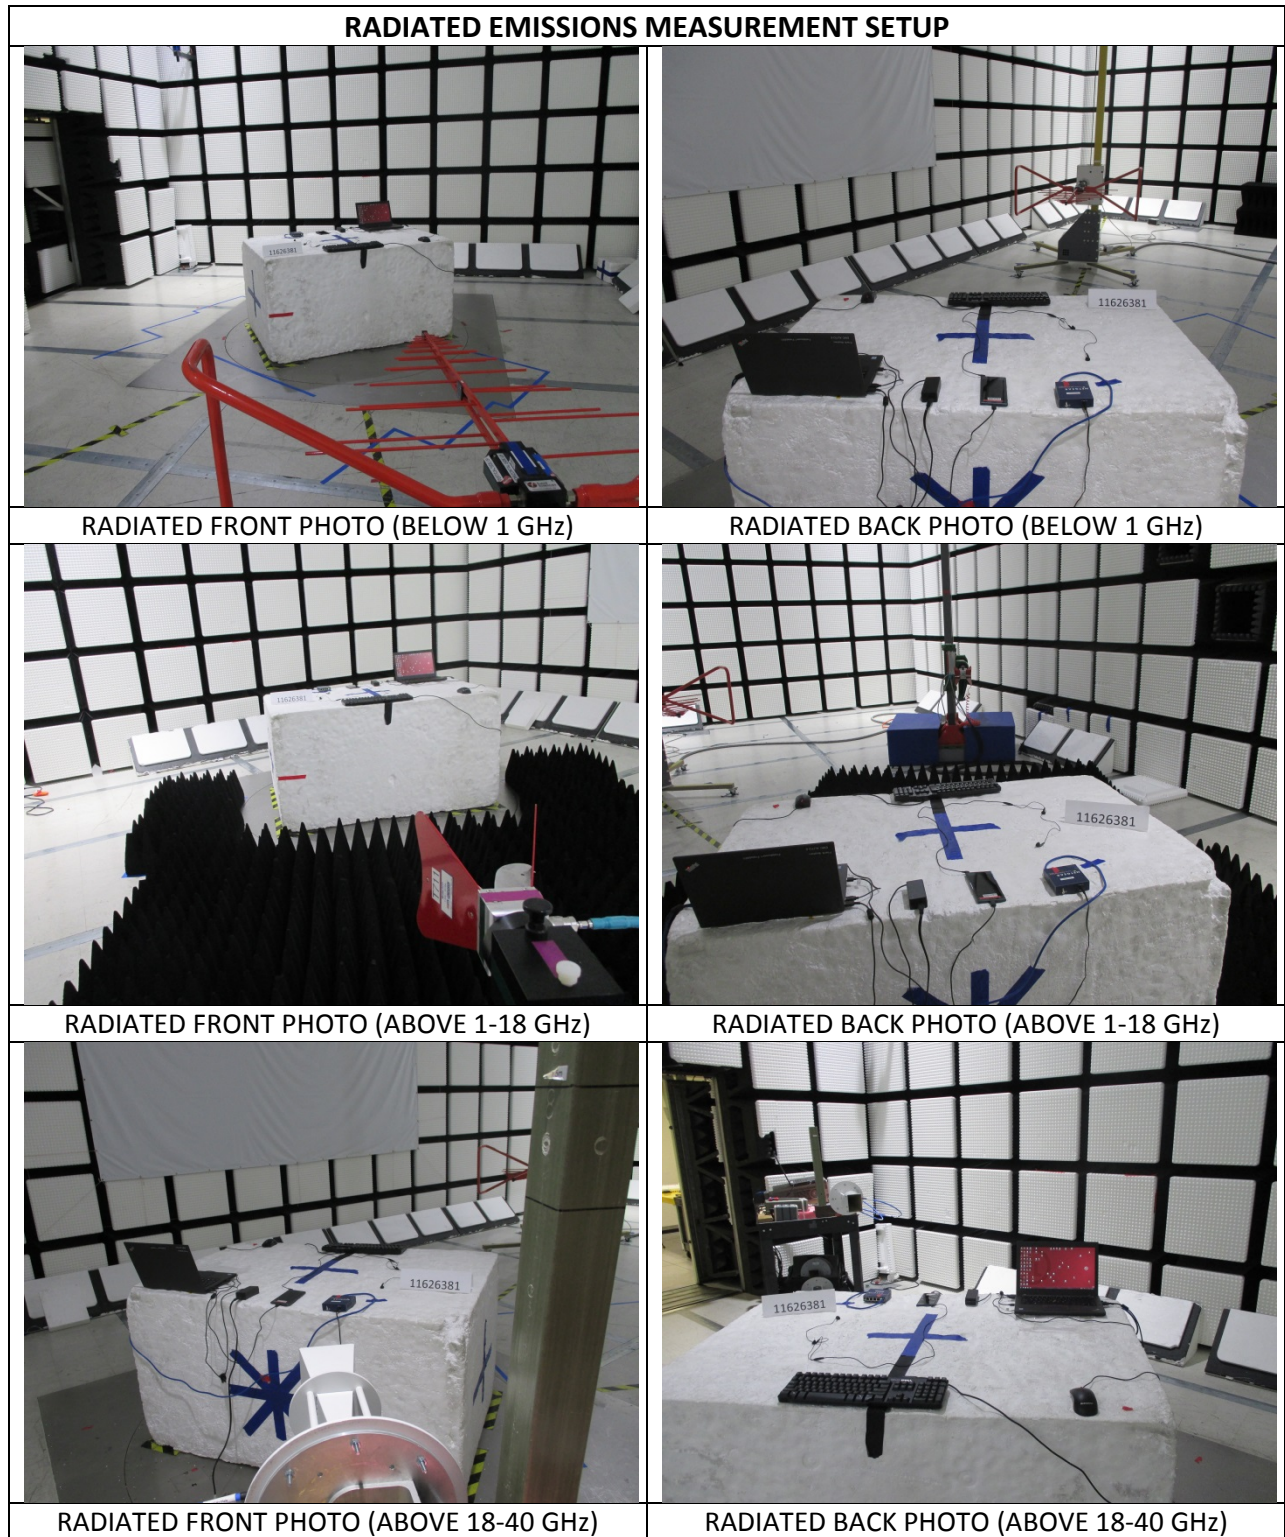 RADIATED EMISSIONS MEASUREMENT SETUP
11626381
11626381
RADIATED FRONT PHOTO (BELOW 1 GHz)
RADIATED BACK PHOTO (BELOW 1 GHz)
11626381
11626381
RADIATED FRONT PHOTO (ABOVE 1-18 GHz)
RADIATED BACK PHOTO (ABOVE 1-18 GHz)
11626381
11626381
RADIATED FRONT PHOTO (ABOVE 18-40 GHz)
RADIATED BACK PHOTO (ABOVE 18-40 GHz)